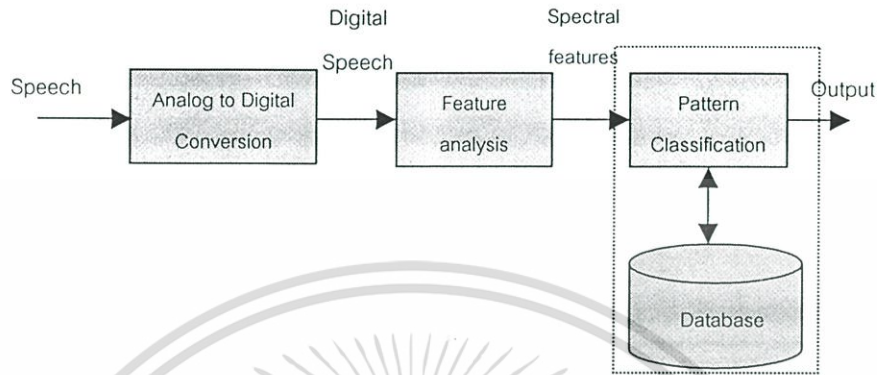 Digital
Spectral
Speech
features
Speech
Analog to Digital
Conversion
Feature
analysis
Pattern
Classification
Output
Database